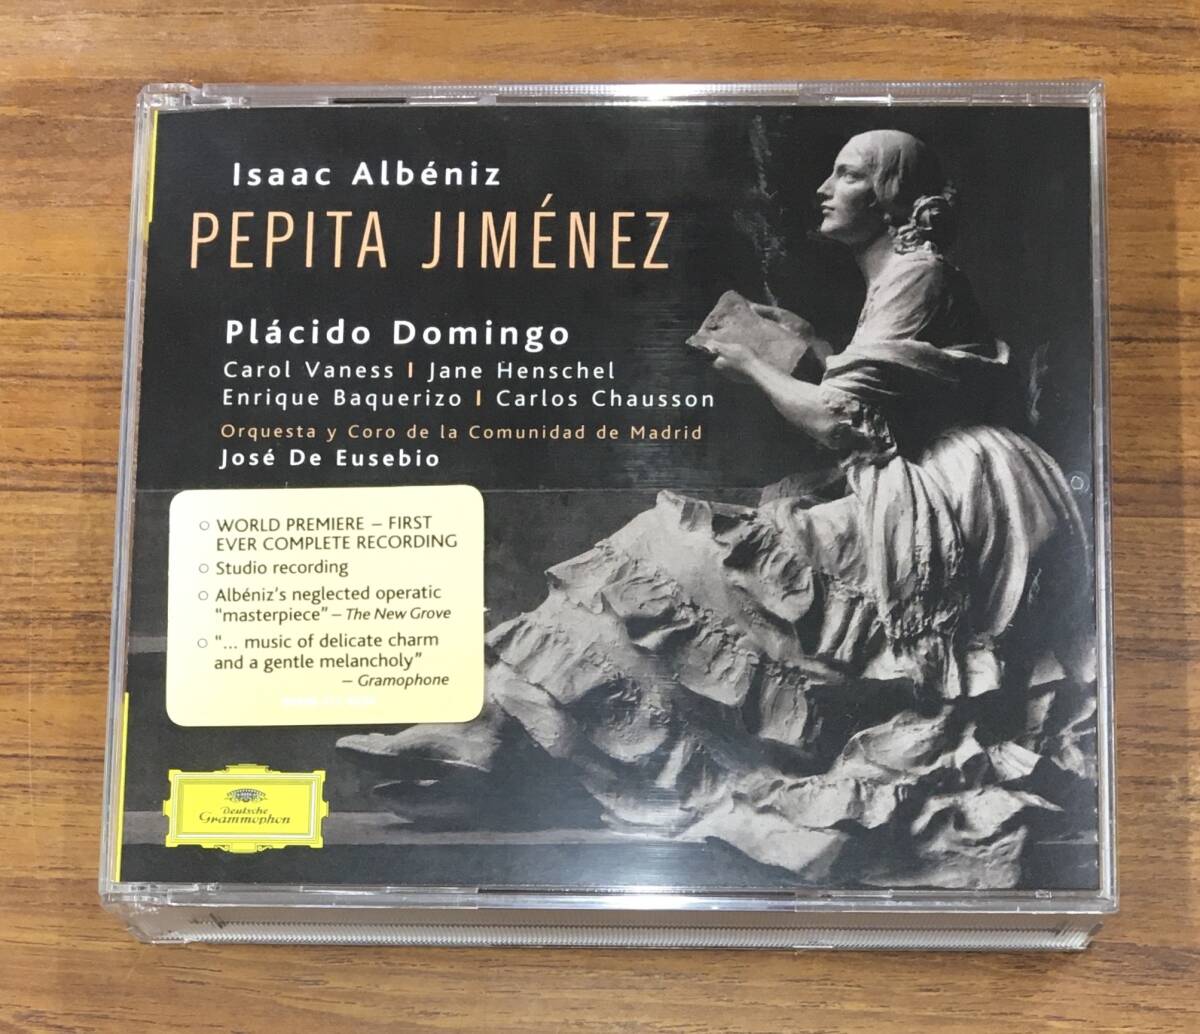 Isaac Albéniz
PEPITA JIMÉNEZ
Plácido Domingo
Carol Vaness | Jane Henschel
Enrique Baquerizo | Carlos Chausson
Orquesta y Coro de la Comunidad de Madrid
José De Eusebio
○ WORLD PREMIERE – FIRST
EVER COMPLETE RECORDING
○ Studio recording
○ Albéniz's neglected operatic
"masterpiece" – The New Grove
○ "... music of delicate charm
and a gentle melancholy"
– Gramophone
Deutsche
Grammophon